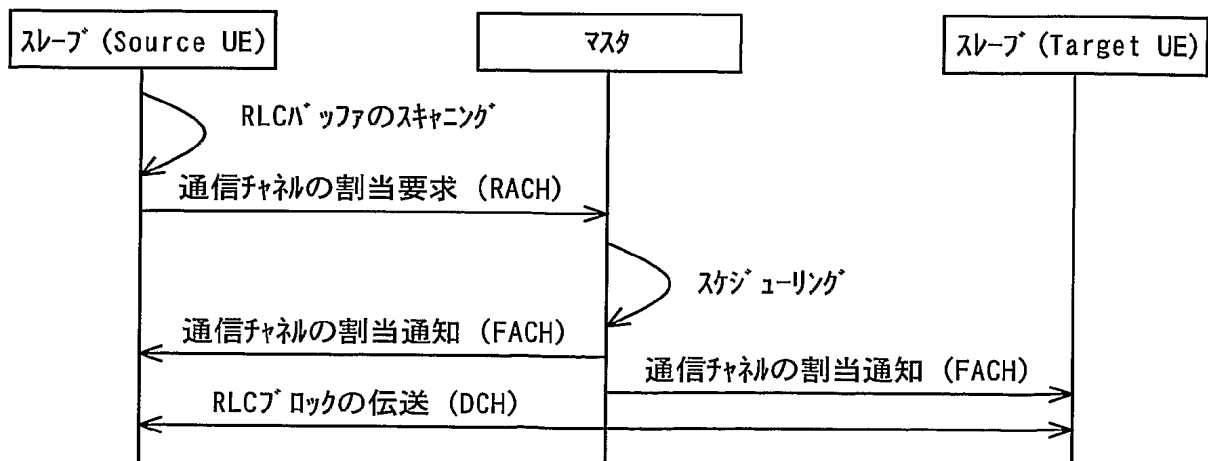 ｽﾚｰﾌﾞ(Source UE)
ﾏｽﾀ
ｽﾚｰﾌﾞ(Target UE)
RLCﾊﾞｯﾌｧのｽｷｬﾆﾝｸﾞ
通信ﾁｬﾈﾙの割当要求 (RACH)
ｽｹｼﾞｭｰﾘﾝｸﾞ
通信ﾁｬﾈﾙの割当通知 (FACH)
通信ﾁｬﾈﾙの割当通知 (FACH)
RLCﾌﾞﾛｯｸの伝送 (DCH)